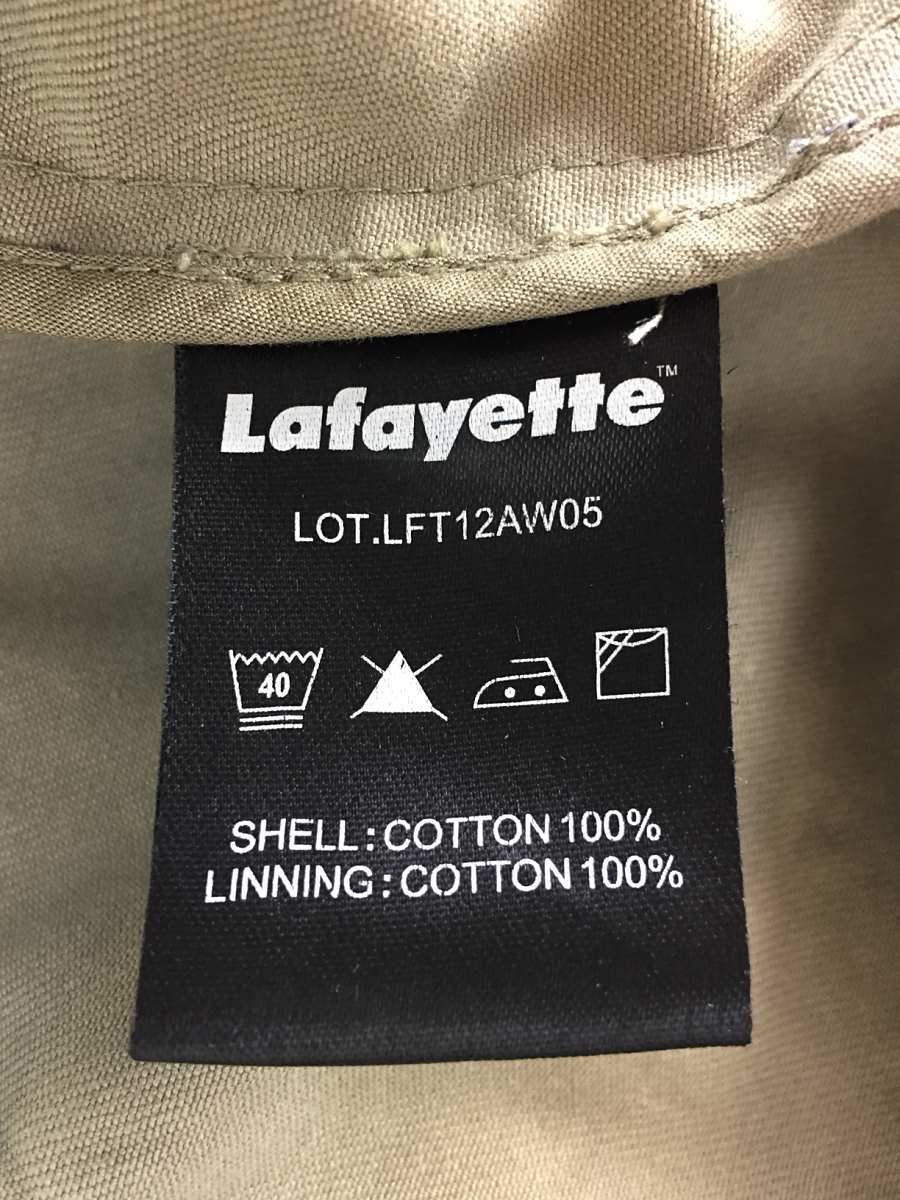 Lafayette™
LOT.LFT12AW05
40
SHELL:COTTON 100%
LINNING:COTTON 100%